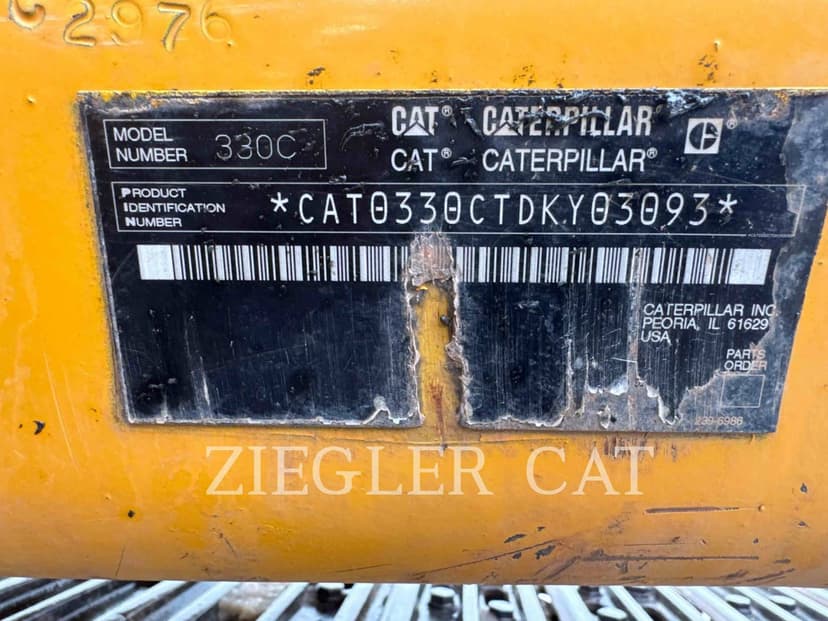 G2976
MODEL
NUMBER 330C
CAT® CATERPILLAR
CAT® CATERPILLAR®
PRODUCT
IDENTIFICATION
NUMBER
*CAT0330CTDKY03093*
CATERPILLAR INC.
PEORIA, IL 61629
USA
PARTS
ORDER
239-6986
ZIEGLER CAT